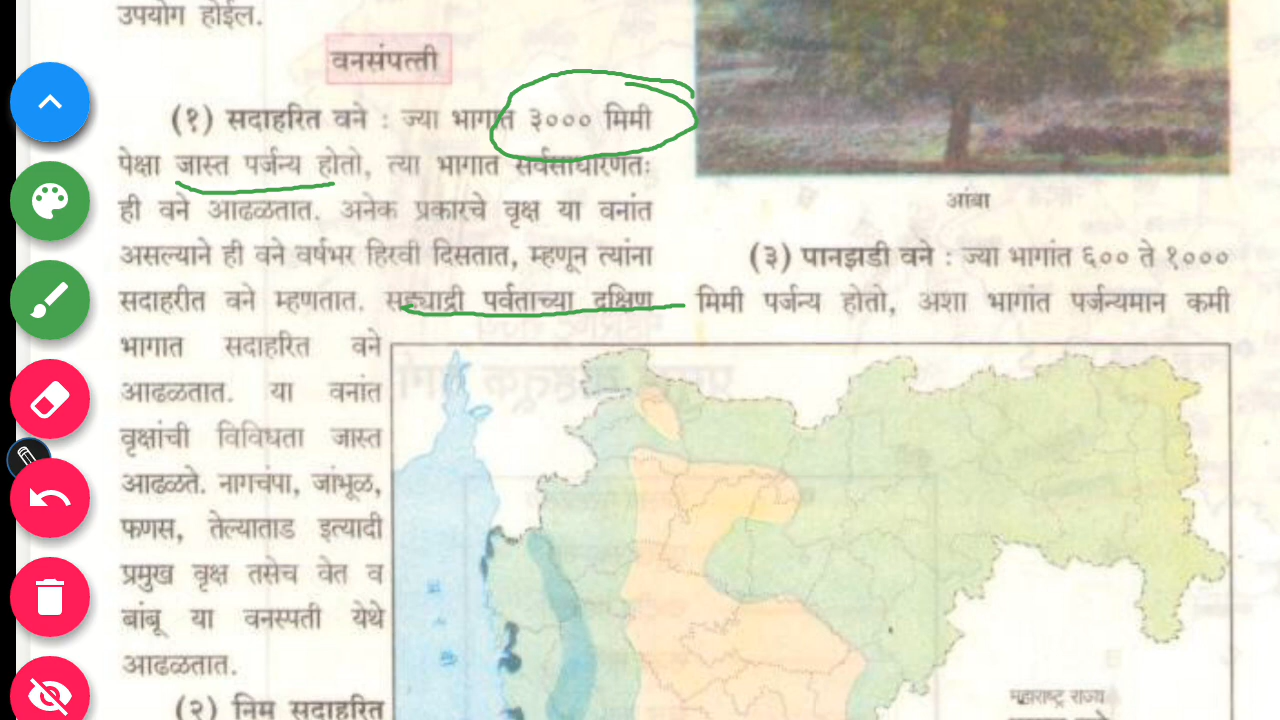 उपयोग होईल.
वनसंपत्ती
(१) सदाहरित वने : ज्या भागात ३००० मिमी
पेक्षा जास्त पर्जन्य होतो, त्या भागात सर्वसाधारणतः
ही वने आढळतात. अनेक प्रकारचे वृक्ष या वनांत
असल्याने ही वने वर्षभर हिरवी दिसतात, म्हणून त्यांना
सदाहरीत वने म्हणतात. सह्याद्री पर्वताच्या दक्षिण
भागात सदाहरित वने
आढळतात. या वनांत
वृक्षांची विविधता जास्त
आढळते. नागचंपा, जांभूळ,
फणस, तेल्याताड इत्यादी
प्रमुख वृक्ष तसेच वेत व
बांबू या वनस्पती येथे
आढळतात.
(२) निम सदाहरित
आंबा
(३) पानझडी वने : ज्या भागांत ६०० ते १०००
मिमी पर्जन्य होतो, अशा भागांत पर्जन्यमान कमी
महाराष्ट्र राज्य